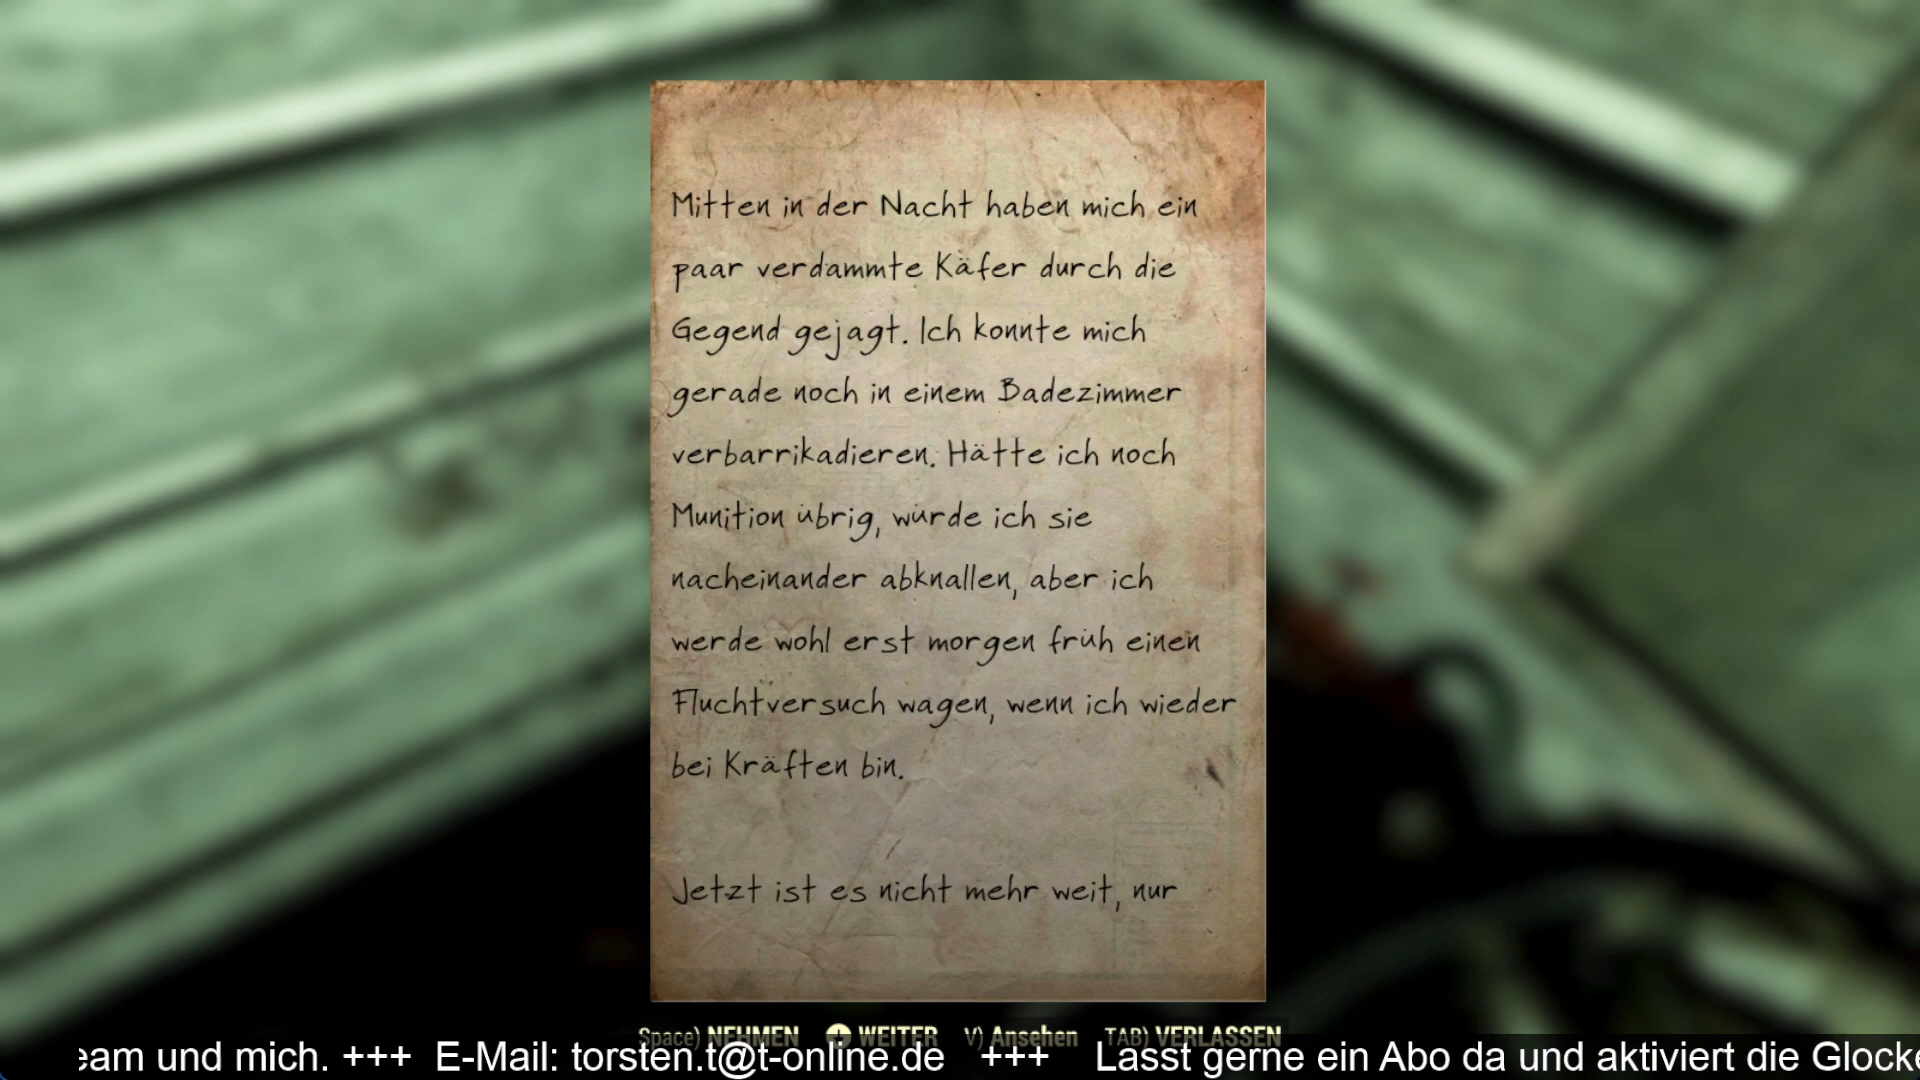 Mitten in der Nacht haben mich ein
paar verdammte Käfer durch die
Gegend gejagt. Ich konnte mich
gerade noch in einem Badezimmer
verbarrikadieren. Hätte ich noch
Munition übrig, würde ich sie
nacheinander abknallen, aber ich
werde wohl erst morgen früh einen
Fluchtversuch wagen, wenn ich wieder
bei Kräften bin.
Jetzt ist es nicht mehr weit, nur
Space) NEHMEN WEITER V) Ansehen TAB) VERLASSEN
und mich. +++ E-Mail: torsten.t@t-online.de +++ Lasst gerne ein Abo da und aktiviert die